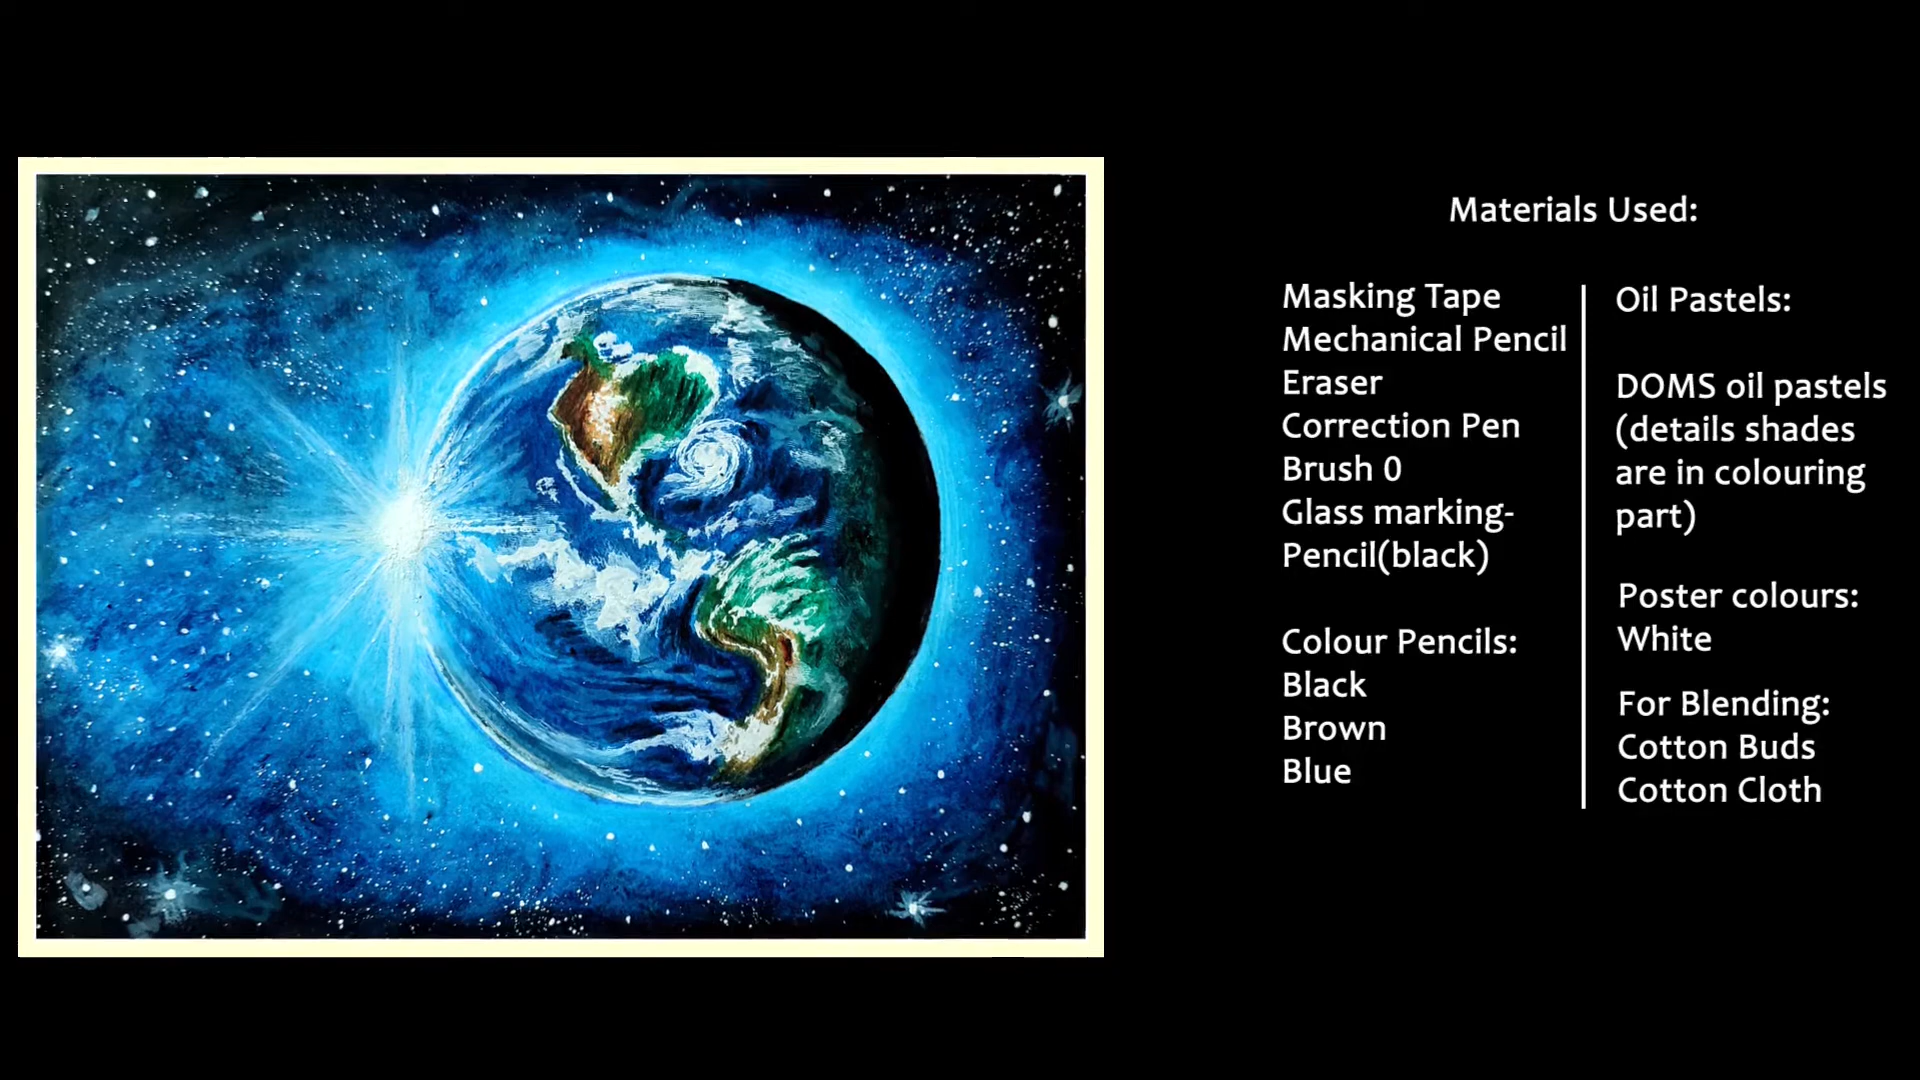 Materials Used:
Masking Tape
Mechanical Pencil
Eraser
Correction Pen
Brush 0
Glass marking-
Pencil(black)
Colour Pencils:
Black
Brown
Blue
Oil Pastels:
DOMS oil pastels
(details shades
are in colouring
part)
Poster colours:
White
For Blending:
Cotton Buds
Cotton Cloth